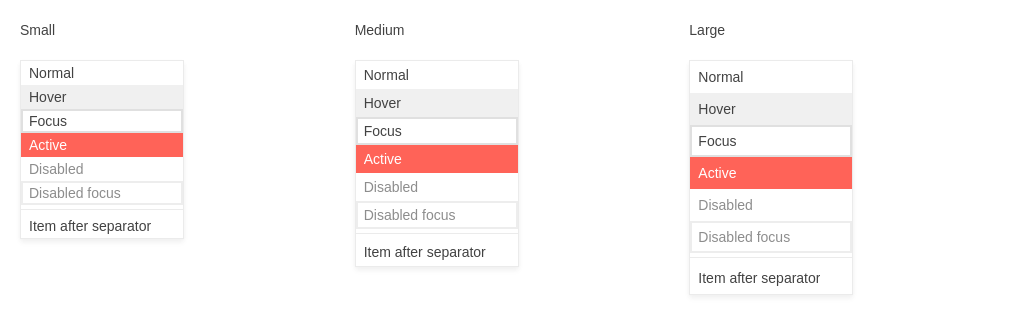 Small
Normal
Hover
Focus
Active
Disabled
Disabled focus
Item after separator
Medium
Normal
Hover
Focus
Active
Disabled
Disabled focus
Item after separator
Large
Normal
Hover
Focus
Active
Disabled
Disabled focus
Item after separator